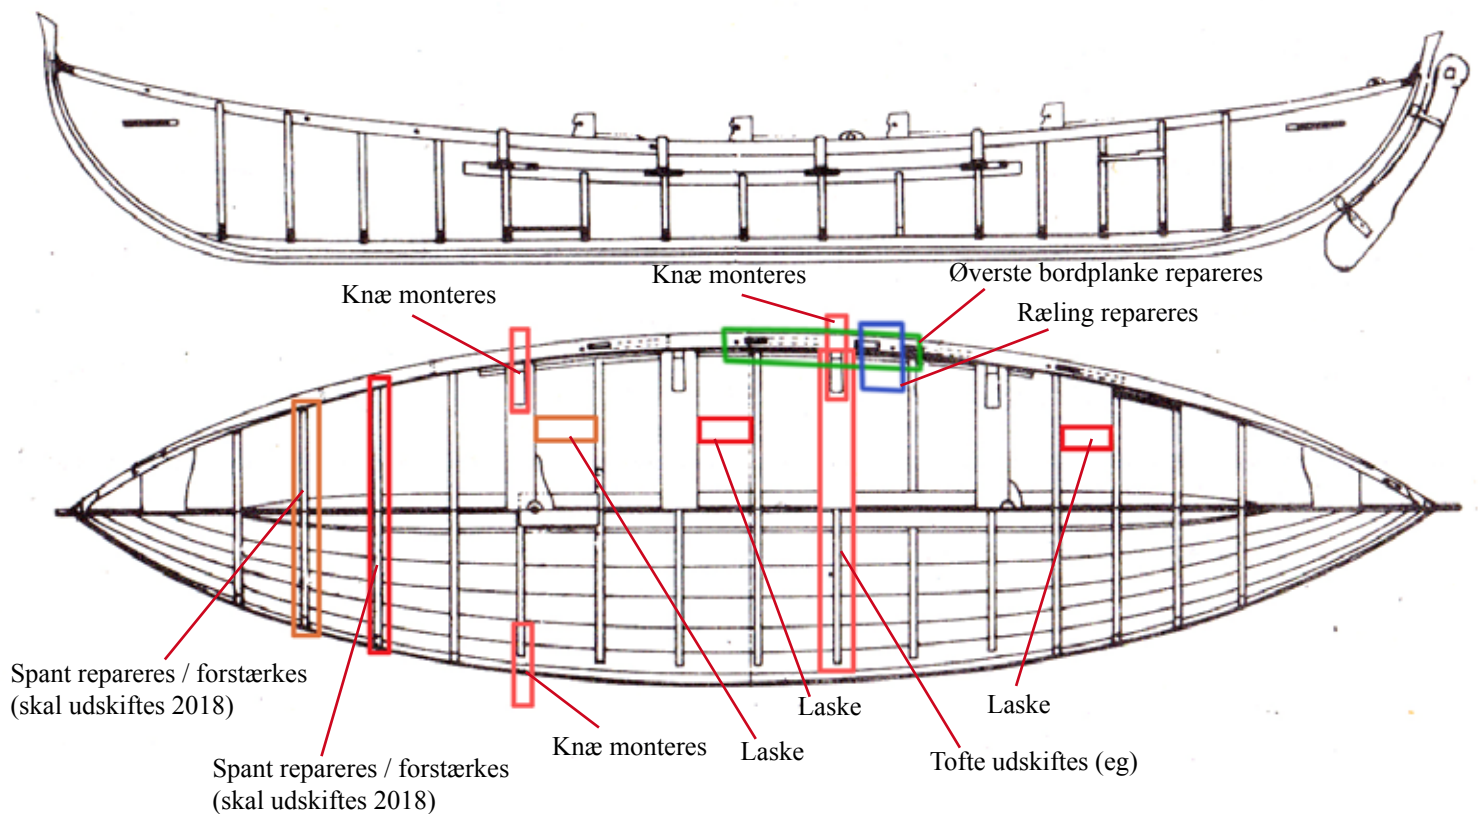 Knæ monteres
Knæ monteres
Øverste bordplanke repareres
Ræling repareres
Spant repareres / forstærkes
(skal udskiftes 2018)
Spant repareres / forstærkes
(skal udskiftes 2018)
Knæ monteres
Laske
Laske
Tofte udskiftes (eg)
Laske